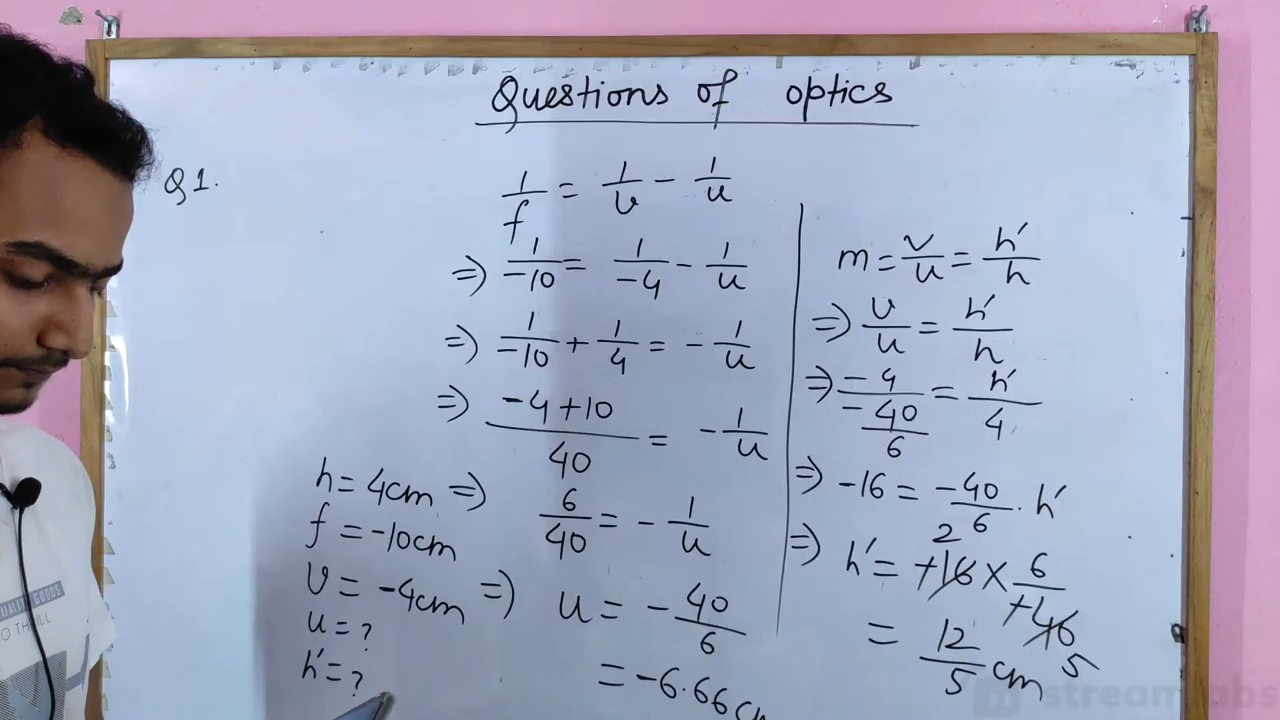 Questions of optics
Q1.
1/f = 1/v - 1/u
=> 1/-10 = 1/-4 - 1/u
=> 1/-10 + 1/4 = - 1/u
=> (-4+10)/40 = - 1/u
h = 4cm => 6/40 = - 1/u
f = -10cm
v = -4cm => u = - 40/6
u = ?
h' = ?
= -6.66 c
m = v/u = h'/h
=> v/u = h'/h
=> -4/(-40/6) = h'/4
=> -16 = -40/6 . h'
=> h' = +16 2 x 6/+40 5
= 12/5 cm
QUALITY GOODS
streamlabs